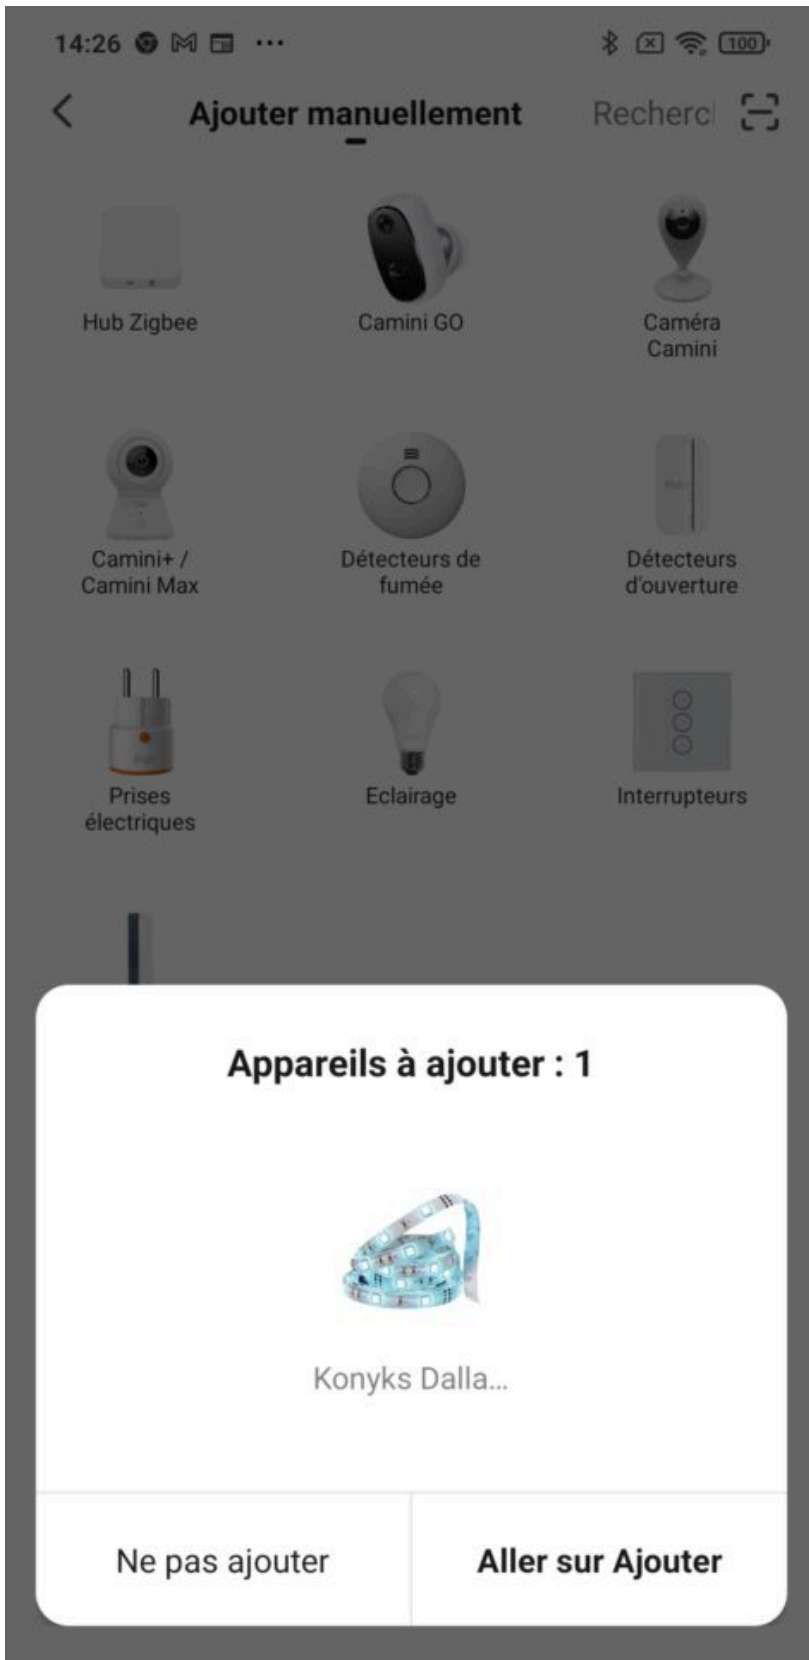 14:26
100
Ajouter manuellement
Recherc
Hub Zigbee
Camini GO
Caméra
Camini
Camini+ /
Camini Max
Détecteurs de
fumée
Détecteurs
d'ouverture
Prises
électriques
Eclairage
Interrupteurs
Appareils à ajouter : 1
Konyks Dalla...
Ne pas ajouter
Aller sur Ajouter